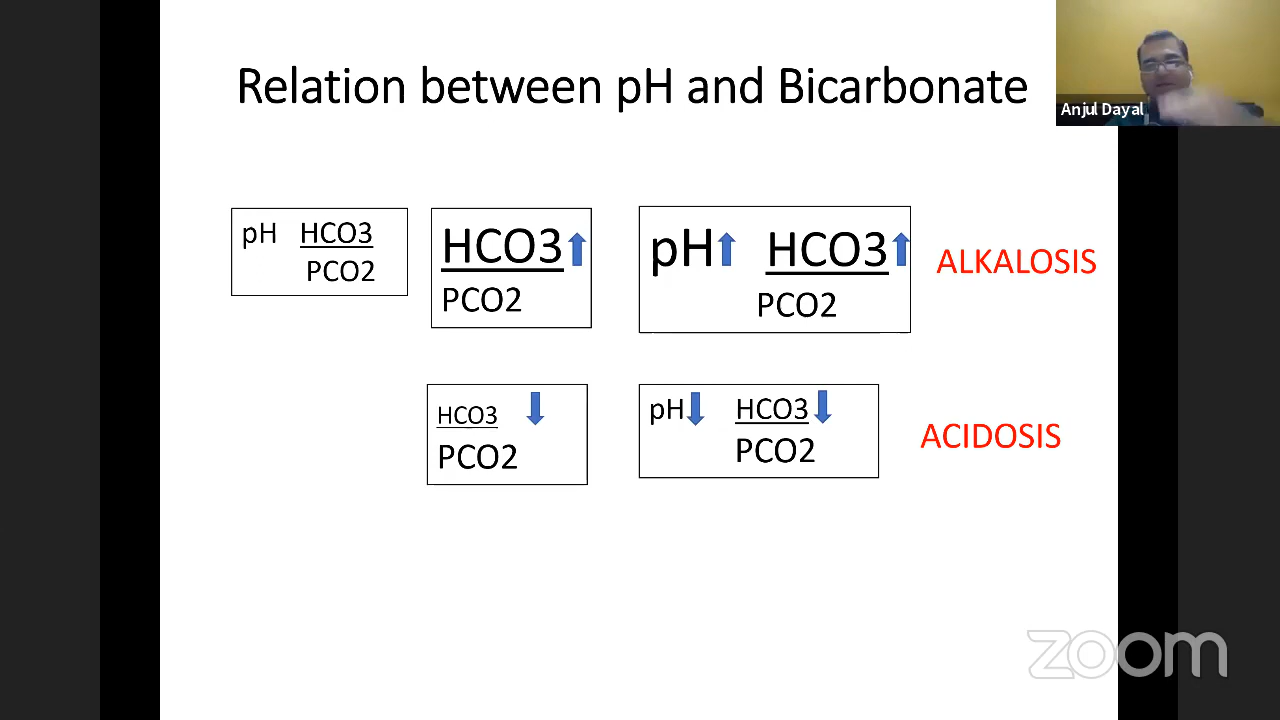 Relation between pH and Bicarbonate
Anjul Dayal
pH HCO3
PCO2
HCO3
PCO2
pH HCO3
PCO2
ALKALOSIS
HCO3
PCO2
pH HCO3
PCO2
ACIDOSIS
zoom